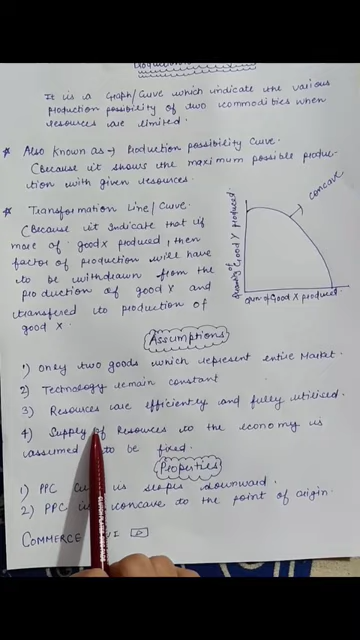 It is a Graph/Curve which indicate the various
production possibility of two commodities when
resources are limited.
* Also known as → Production possibility Curve
(because it shows the maximum possible produc-
tion with given resources.
* Transformation Line/Curve.
(Because it indicate that if
more of good X produced, then
factor of production will have
to be withdrawn from the
production of good Y and
transfered to production of
good X.
concave
Quantity of Good Y produced
Qty of Good X produced
Assumptions
1) Only two goods which represent entire Market.
2) Technology remain constant
3) Resources are efficiently and fully utilised.
4) Supply of Resources to the economy is
assumed to be fixed.
Properties
1) PPC slopes downward.
2) PPC is concave to the point of origin.
COMMERCE